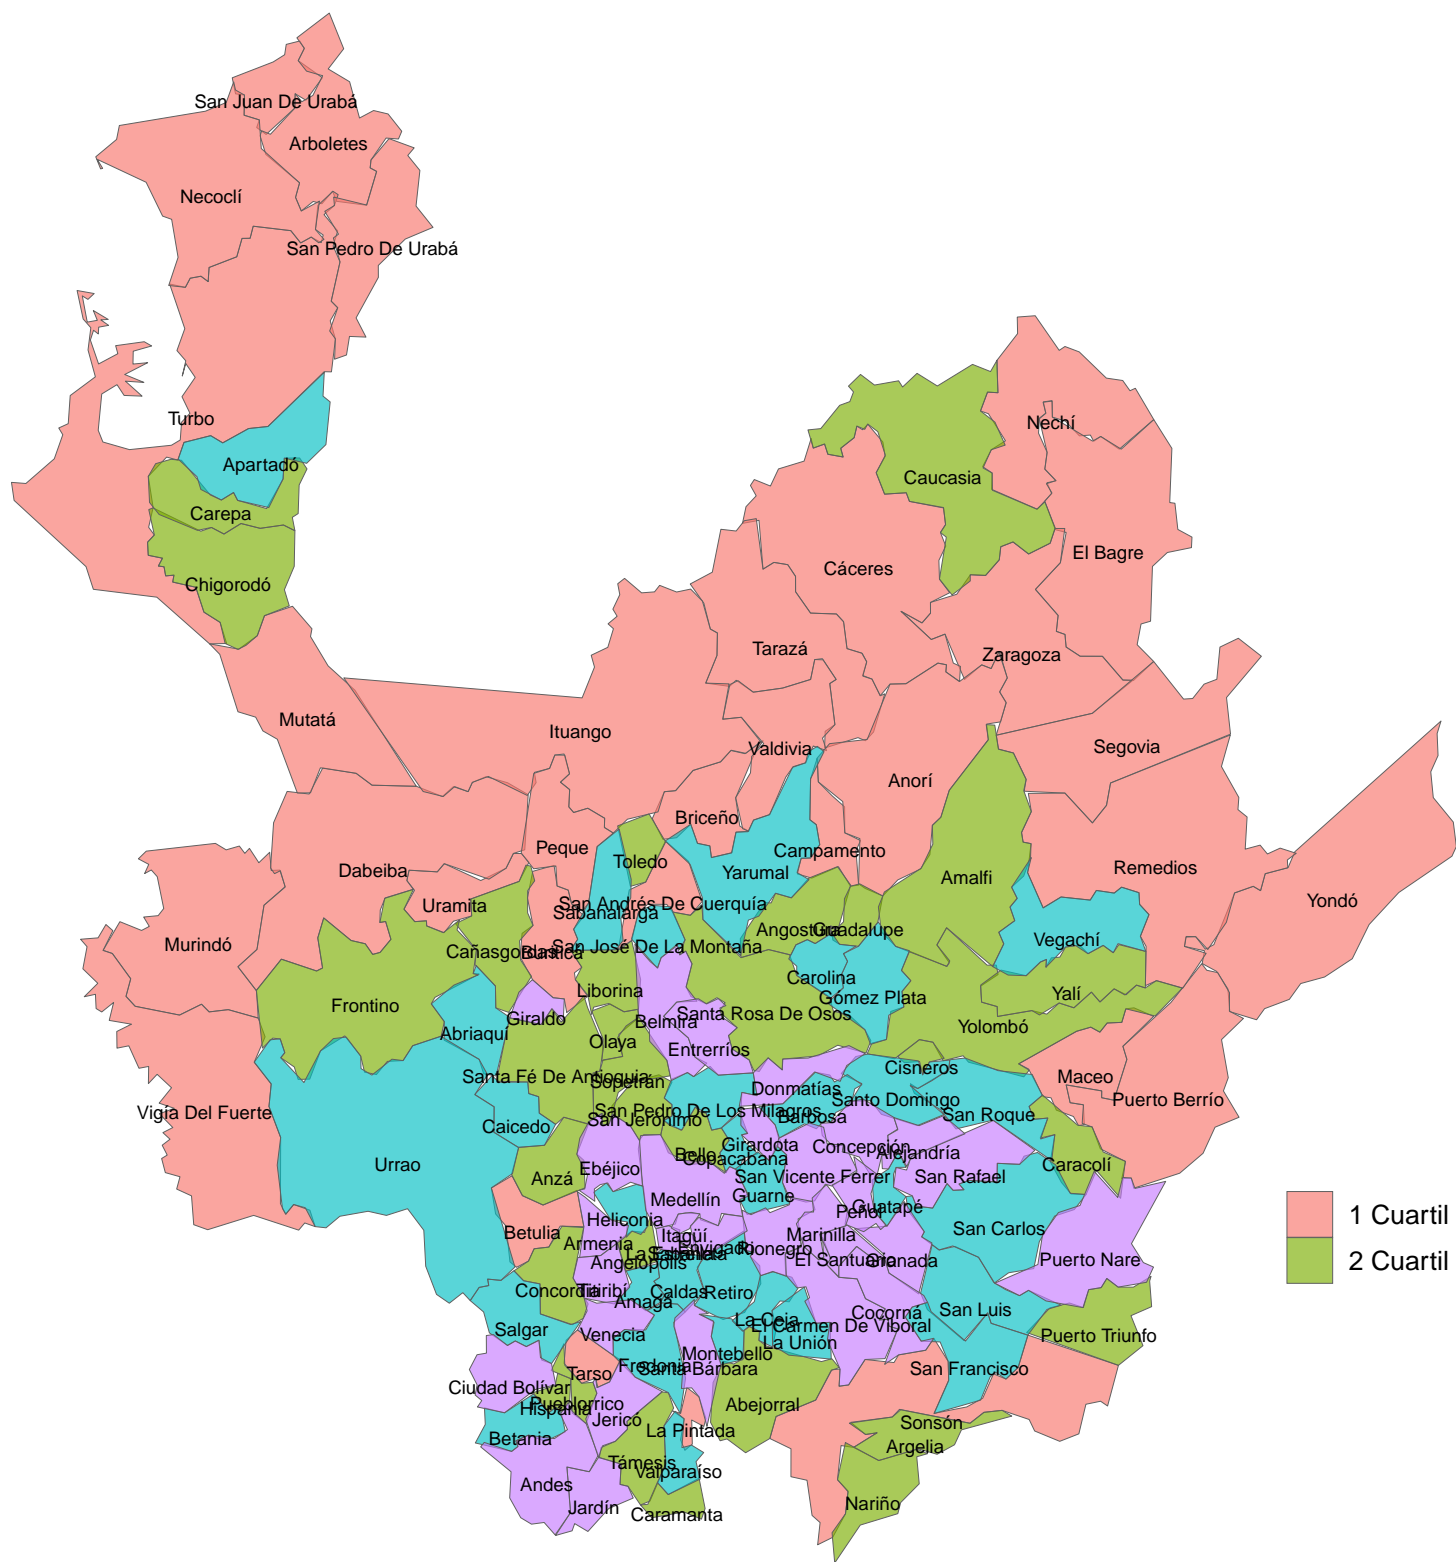 San Juan De Urabá
Arboletes
Necoclí
San Pedro De Urabá
Turbo
Nechí
Apartadó
Caucasia
Carepa
El Bagre
Cáceres
Chigorodó
Tarazá
Zaragoza
Mutatá
Ituango
Valdivia
Segovia
Anorí
Briceño
Peque
Campamento
Toledo
Dabeiba
Yarumal
Amalfi
Remedios
Yondó
Uramita
San Andrés De Cuerquía
Sabanalarga
Angostura
Guadalupe
Murindó
Cañasgordas
Buriticá
San José De La Montaña
Vegachí
Carolina
Liborina
Yalí
Frontino
Gómez Plata
Giraldo
Belmira
Santa Rosa De Osos
Yolombó
Abriaquí
Olaya
Entrerríos
Cisneros
Santa Fé De Antioquia
Sopetrán
Maceo
Donmatías
Santo Domingo
Puerto Berrío
Vigía Del Fuerte
San Pedro De Los Milagros
San Jerónimo
Barbosa
San Roque
Caicedo
Girardota
Concepción
Bello
Copacabana
Alejandría
Urrao
Ebéjico
Caracolí
Anzá
San Vicente Ferrer
San Rafael
Medellín
Guarne
Guatapé
Peñol
1 Cuartil
Heliconia
San Carlos
Betulia
Itagüí
Marinilla
Armenia
Envigado
Rionegro
La Estrella
Sabaneta
Angelópolis
El Santuario
Granada
Puerto Nare
2 Cuartil
Concordia
Titiribí
Caldas
Retiro
Amagá
San Luis
Cocorná
La Ceja
El Carmen De Viboral
Salgar
Venecia
La Unión
Puerto Triunfo
Montebello
Fredonia
Santa Bárbara
San Francisco
Tarso
Ciudad Bolívar
Pueblorrico
Hispania
Abejorral
Jericó
Sonsón
La Pintada
Betania
Argelia
Támesis
Valparaíso
Andes
Nariño
Jardín
Caramanta